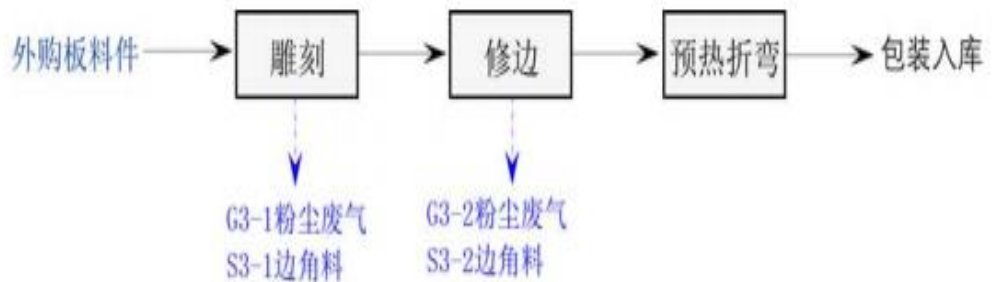 外购板料件
雕刻
修边
预热折弯
包装入库
G3-1粉尘废气
S3-1边角料
G3-2粉尘废气
S3-2边角料